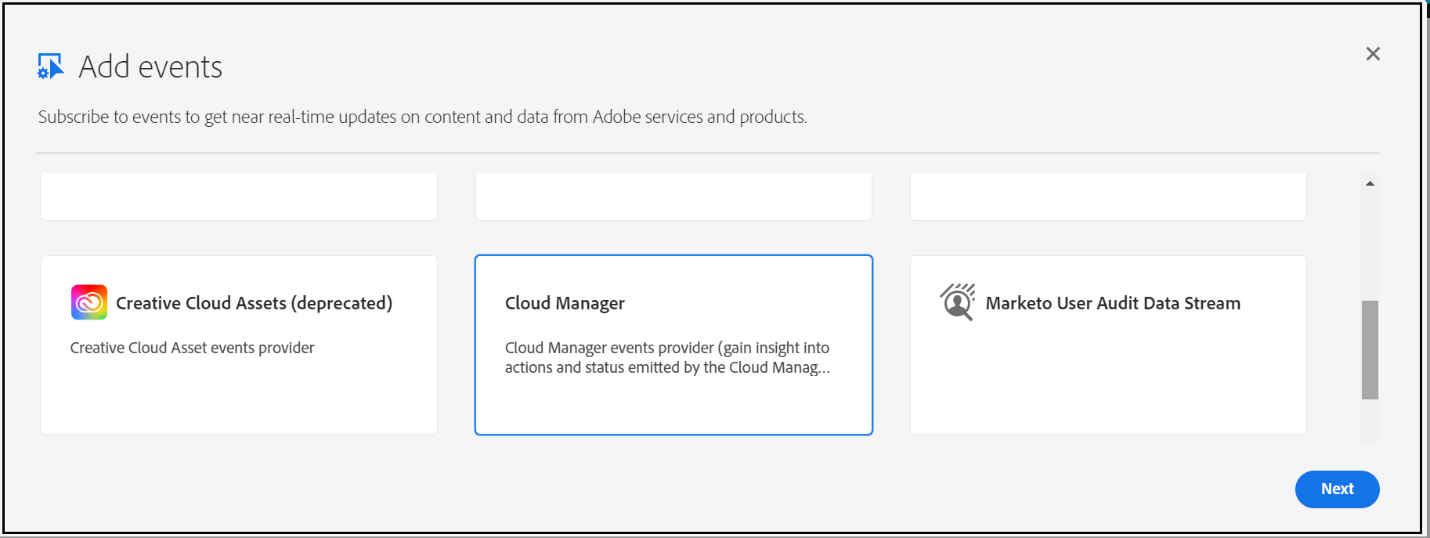 Add events
Subscribe to events to get near real-time updates on content and data from Adobe services and products.
Creative Cloud Assets (deprecated)
Creative Cloud Asset events provider
Cloud Manager
Cloud Manager events provider (gain insight into
actions and status emitted by the Cloud Manag...
Marketo User Audit Data Stream
Next